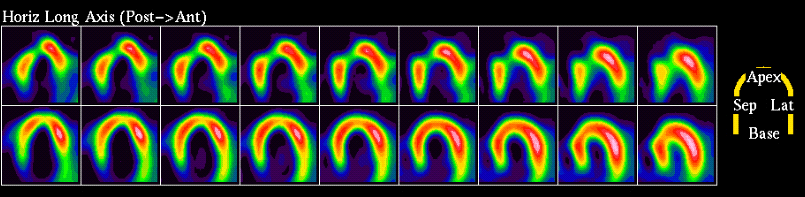 Horiz Long Axis (Post->Ant)
Apex
Sep Lat
Base